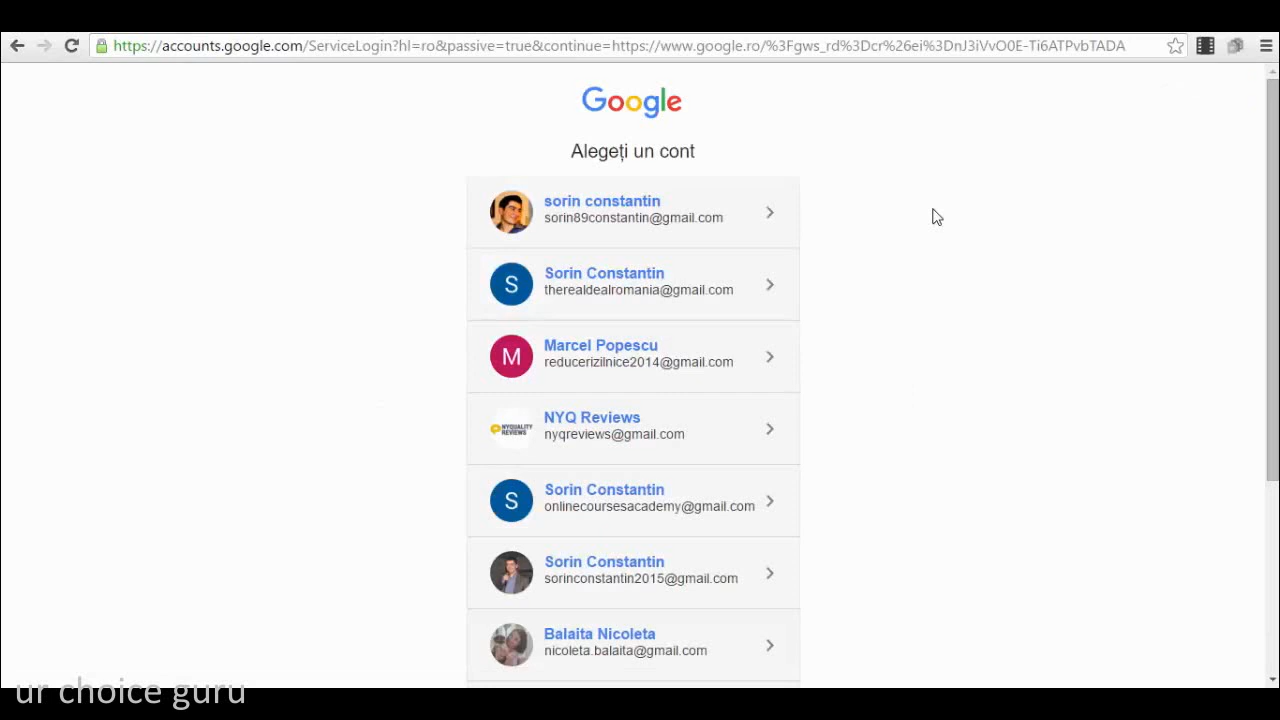 https://accounts.google.com/ServiceLogin?hl=ro&passive=true&continue=https://www.google.ro/%3Fgws_rd%3Dcr%26ei%3DnJ3iVvO0E-Ti6ATPvbTADA
Google
Alegeți un cont
sorin constantin
sorin89constantin@gmail.com
S
Sorin Constantin
therealdealromania@gmail.com
M
Marcel Popescu
reducerizilnice2014@gmail.com
NYQUALITY
REVIEWS
NYQ Reviews
nyqreviews@gmail.com
S
Sorin Constantin
onlinecoursesacademy@gmail.com
Sorin Constantin
sorinconstantin2015@gmail.com
Balaita Nicoleta
nicoleta.balaita@gmail.com
ur choice guru